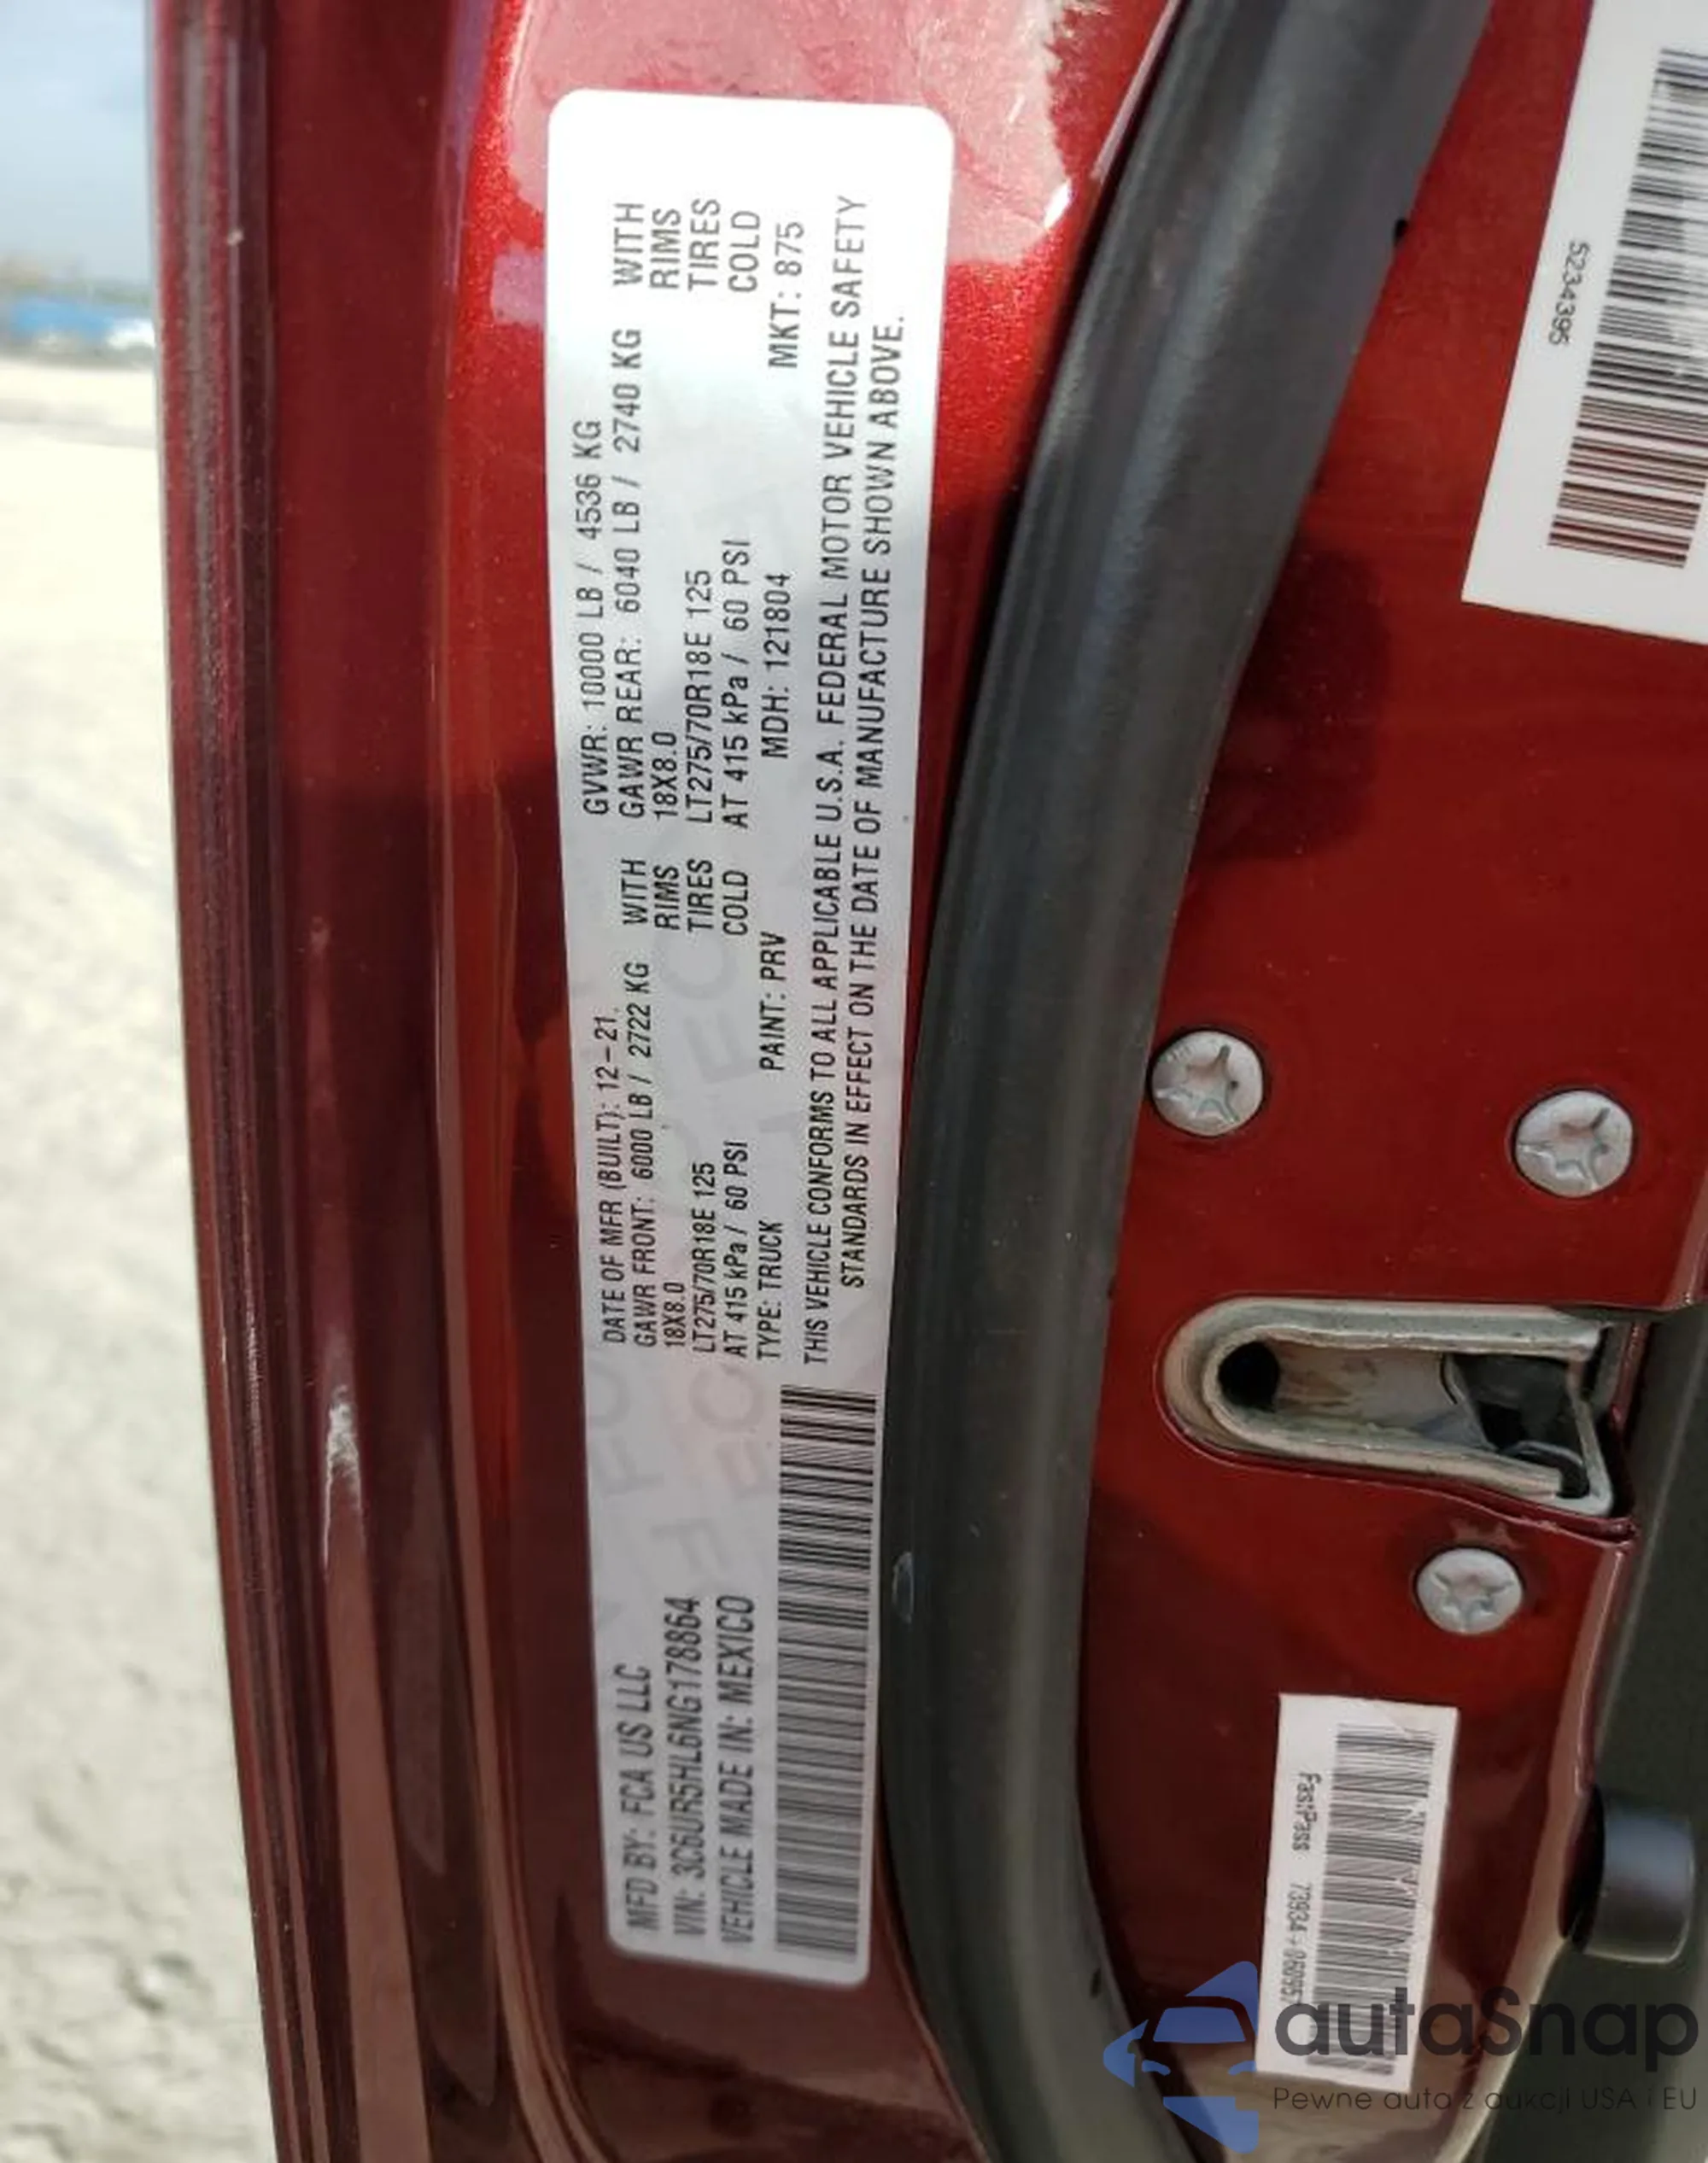 MFD BY: FCA US LLC
VIN: 3C6UR5HL6NG178864
VEHICLE MADE IN: MEXICO
DATE OF MFR (BUILT): 12-21 GVWR: 10000 LB / 4536 KG
GAWR FRONT: 6000 LB / 2722 KG WITH GAWR REAR: 6040 LB / 2740 KG WITH
18X8.0 RIMS 18X8.0 RIMS
LT275/70R18E 125 TIRES LT275/70R18E 125 TIRES
AT 415 kPa / 60 PSI COLD AT 415 kPa / 60 PSI COLD
TYPE: TRUCK PAINT: PRV MDH: 121804 MKT: 875
THIS VEHICLE CONFORMS TO ALL APPLICABLE U.S.A. FEDERAL MOTOR VEHICLE SAFETY
STANDARDS IN EFFECT ON THE DATE OF MANUFACTURE SHOWN ABOVE.
5234395
FastPass
autaSnap
Pewne auta z aukcji USA i EU